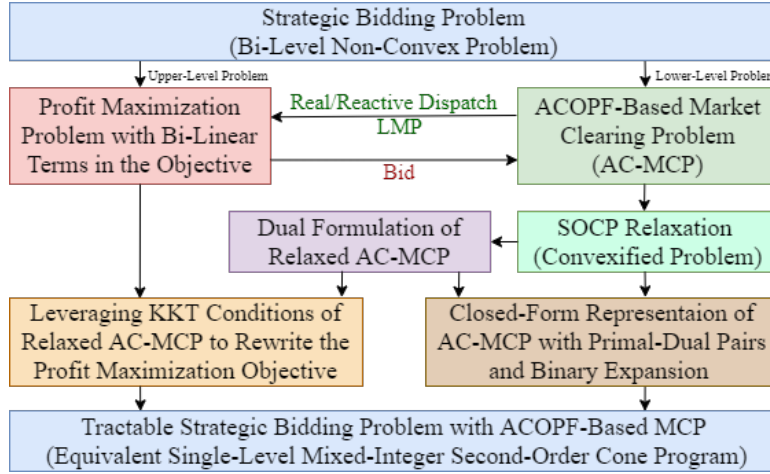 Strategic Bidding Problem
(Bi-Level Non-Convex Problem)
Upper-Level Problem
Lower-Level Problem
Profit Maximization
Problem with Bi-Linear
Terms in the Objective
Real/Reactive Dispatch
LMP
Bid
ACOPF-Based Market
Clearing Problem
(AC-MCP)
Dual Formulation of
Relaxed AC-MCP
SOCP Relaxation
(Convexified Problem)
Leveraging KKT Conditions of
Relaxed AC-MCP to Rewrite the
Profit Maximization Objective
Closed-Form Representaion of
AC-MCP with Primal-Dual Pairs
and Binary Expansion
Tractable Strategic Bidding Problem with ACOPF-Based MCP
(Equivalent Single-Level Mixed-Integer Second-Order Cone Program)